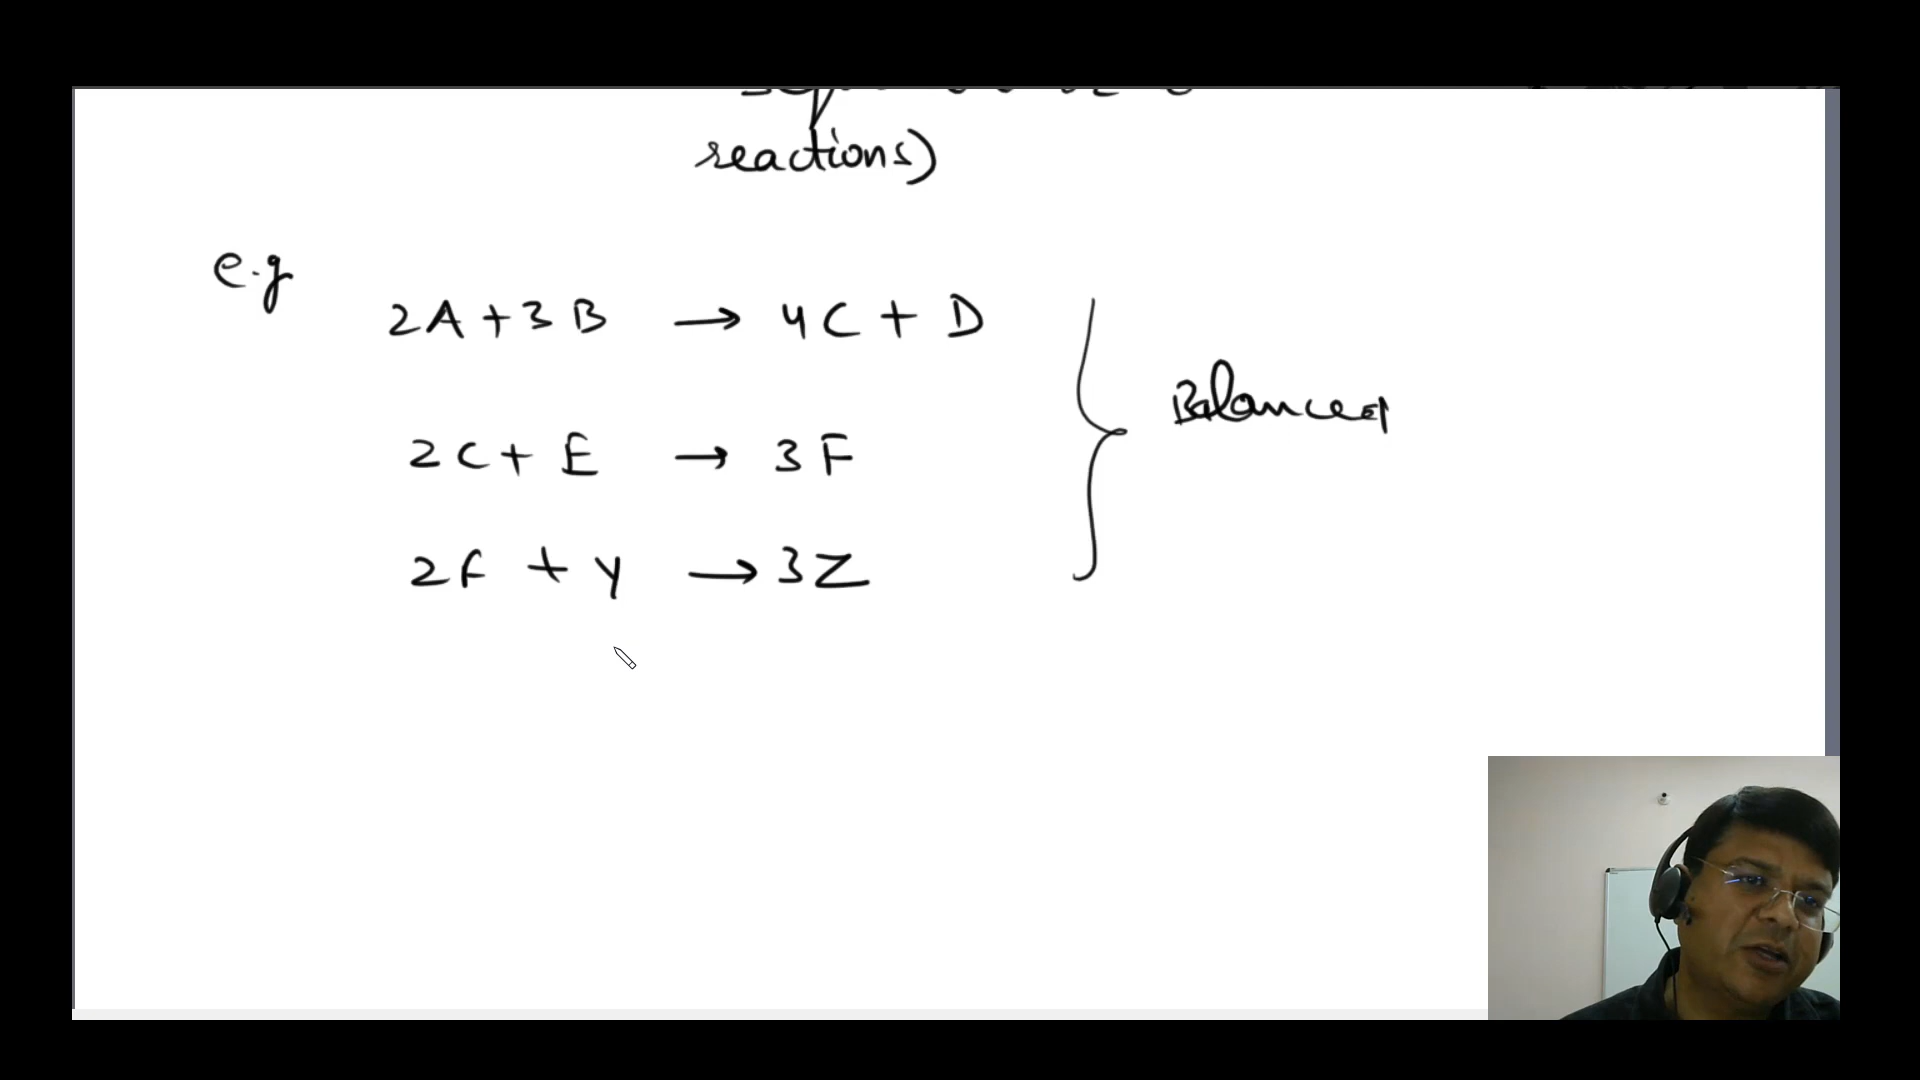 reactions)
e.g
2A + 3B → 4C + D
2C + E → 3F
Balanced
2F + Y → 3Z